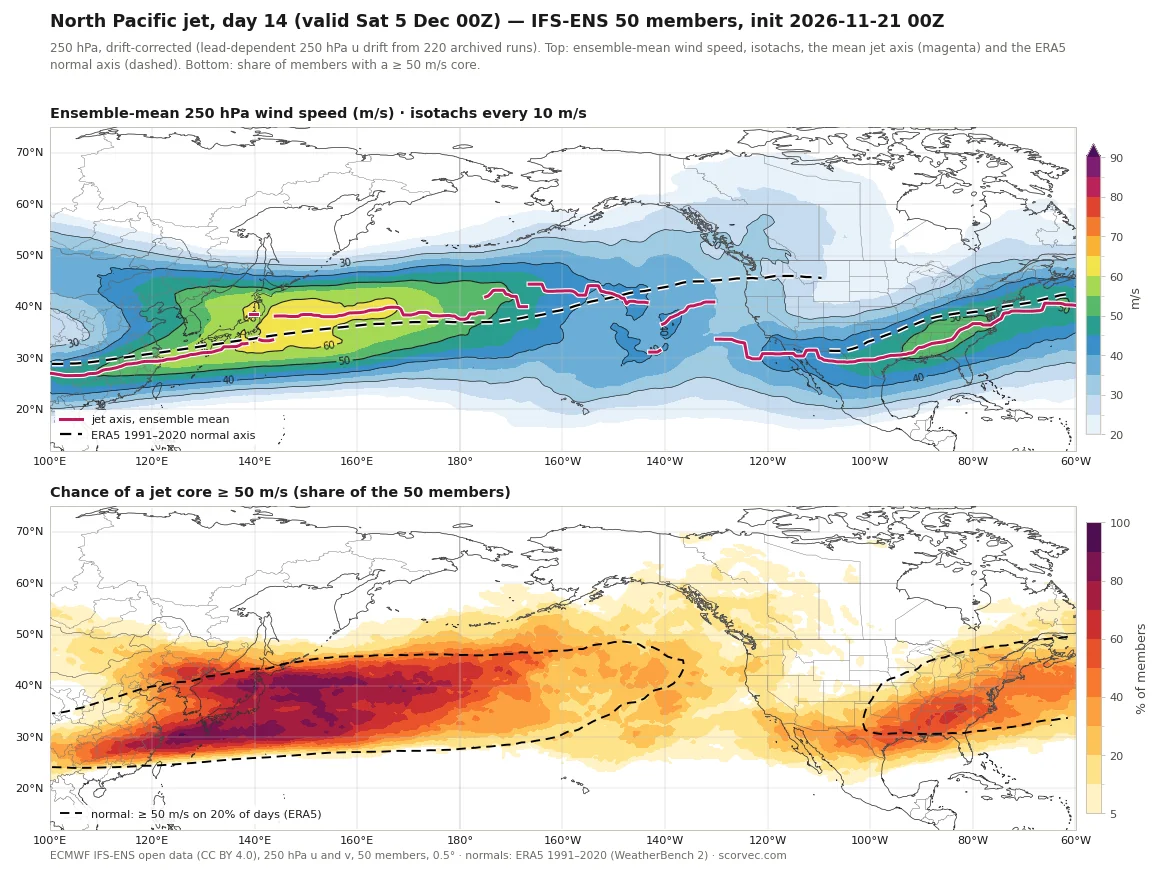 North Pacific jet, day 14 (valid Sat 5 Dec 00Z) — IFS-ENS 50 members, init 2026-11-21 00Z
250 hPa, drift-corrected (lead-dependent 250 hPa u drift from 220 archived runs). Top: ensemble-mean wind speed, isotachs, the mean jet axis (magenta) and the ERA5
normal axis (dashed). Bottom: share of members with a ≥ 50 m/s core.
Ensemble-mean 250 hPa wind speed (m/s) · isotachs every 10 m/s
70°N
60°N
50°N
40°N
30°N
20°N
30
30
60
50
40
40
50
jet axis, ensemble mean
ERA5 1991–2020 normal axis
100°E 120°E 140°E 160°E 180° 160°W 140°W 120°W 100°W 80°W 60°W
90
80
70
60
50
40
30
20
m/s
Chance of a jet core ≥ 50 m/s (share of the 50 members)
70°N
60°N
50°N
40°N
30°N
20°N
normal: ≥ 50 m/s on 20% of days (ERA5)
100°E 120°E 140°E 160°E 180° 160°W 140°W 120°W 100°W 80°W 60°W
100
80
60
40
20
5
% of members
ECMWF IFS-ENS open data (CC BY 4.0), 250 hPa u and v, 50 members, 0.5° · normals: ERA5 1991–2020 (WeatherBench 2) · scorvec.com